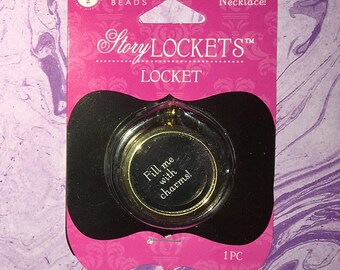 BEADS
Necklace!
Story LOCKETS™
LOCKET
Fill me
with
charms!
1 PC